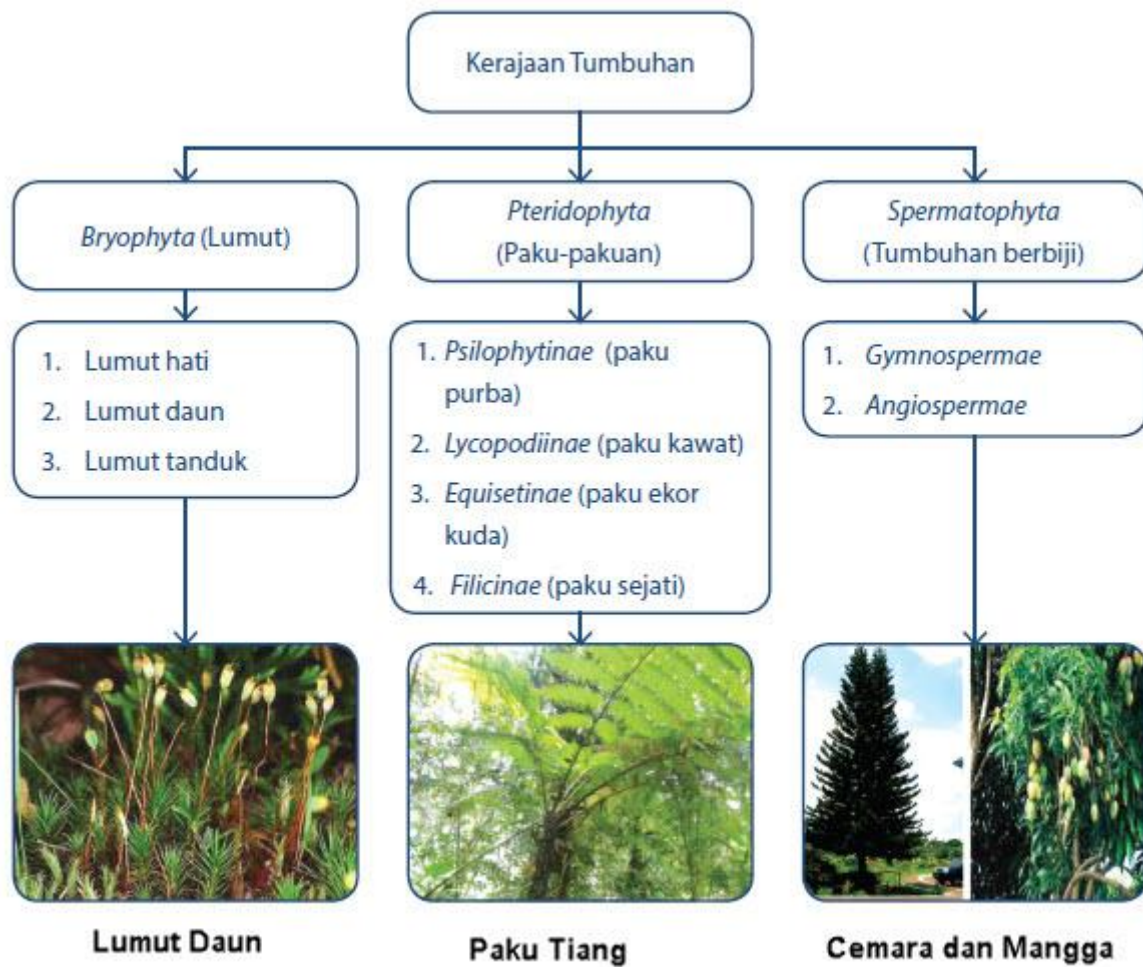 Kerajaan Tumbuhan
Bryophyta (Lumut)
Pteridophyta
(Paku-pakuan)
Spermatophyta
(Tumbuhan berbiji)
1. Lumut hati
2. Lumut daun
3. Lumut tanduk
1. Psilophytinae (paku
purba)
2. Lycopodiinae (paku kawat)
3. Equisetinae (paku ekor
kuda)
4. Filicinae (paku sejati)
1. Gymnospermae
2. Angiospermae
Lumut Daun
Paku Tiang
Cemara dan Mangga